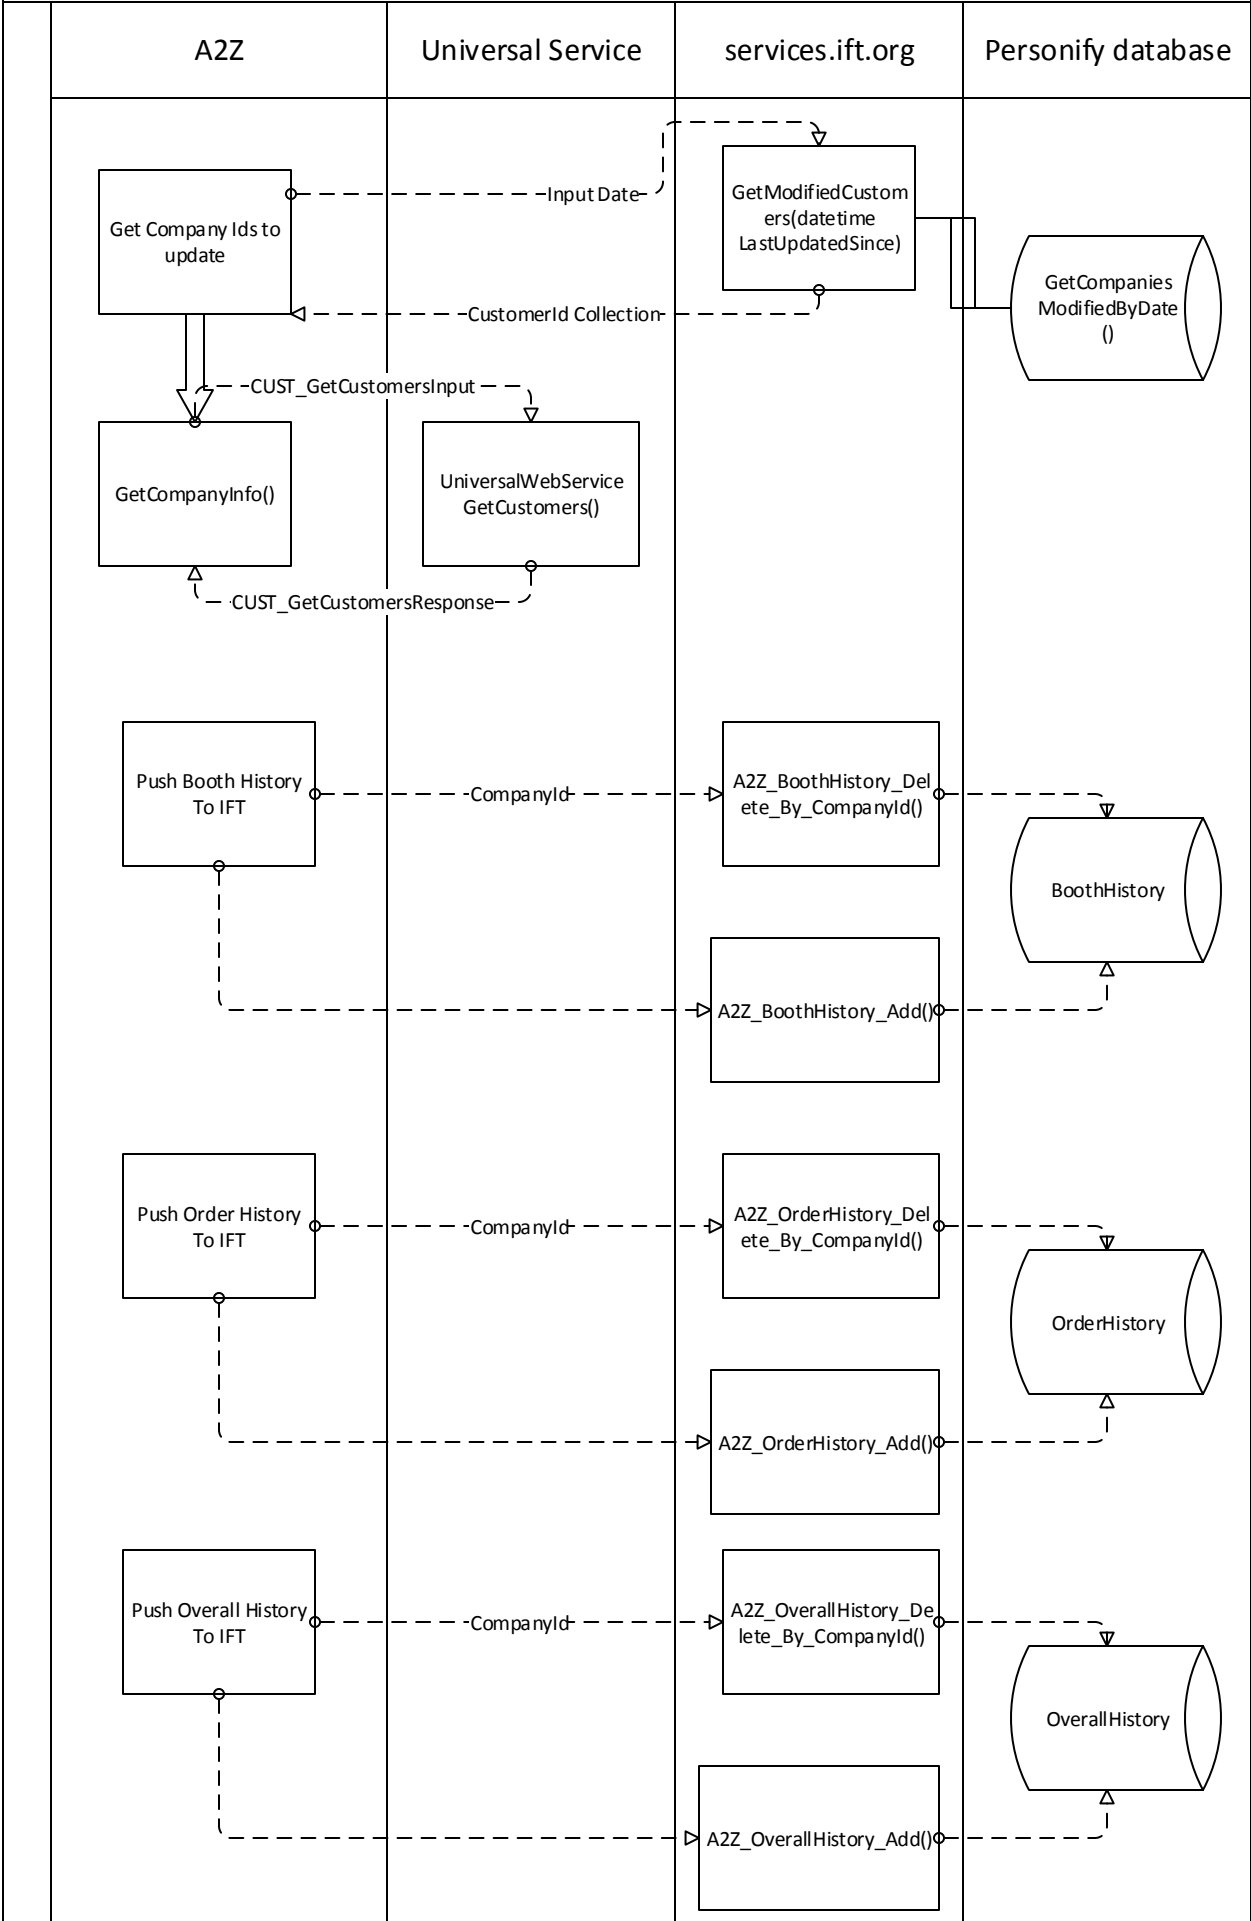 A2Z
Universal Service
services.ift.org
Personify database
Input Date
GetModifiedCustom
ers(datetime
LastUpdatedSince)
Get Company Ids to
update
GetCompanies
ModifiedByDate
()
CustomerId Collection
CUST_GetCustomersInput
GetCompanyInfo()
UniversalWebService
GetCustomers()
CUST_GetCustomersResponse
Push Booth History
To IFT
CompanyId
A2Z_BoothHistory_Del
ete_By_CompanyId()
BoothHistory
A2Z_BoothHistory_Add()
Push Order History
To IFT
CompanyId
A2Z_OrderHistory_Del
ete_By_CompanyId()
OrderHistory
A2Z_OrderHistory_Add()
Push Overall History
To IFT
CompanyId
A2Z_OverallHistory_De
lete_By_CompanyId()
OverallHistory
A2Z_OverallHistory_Add()